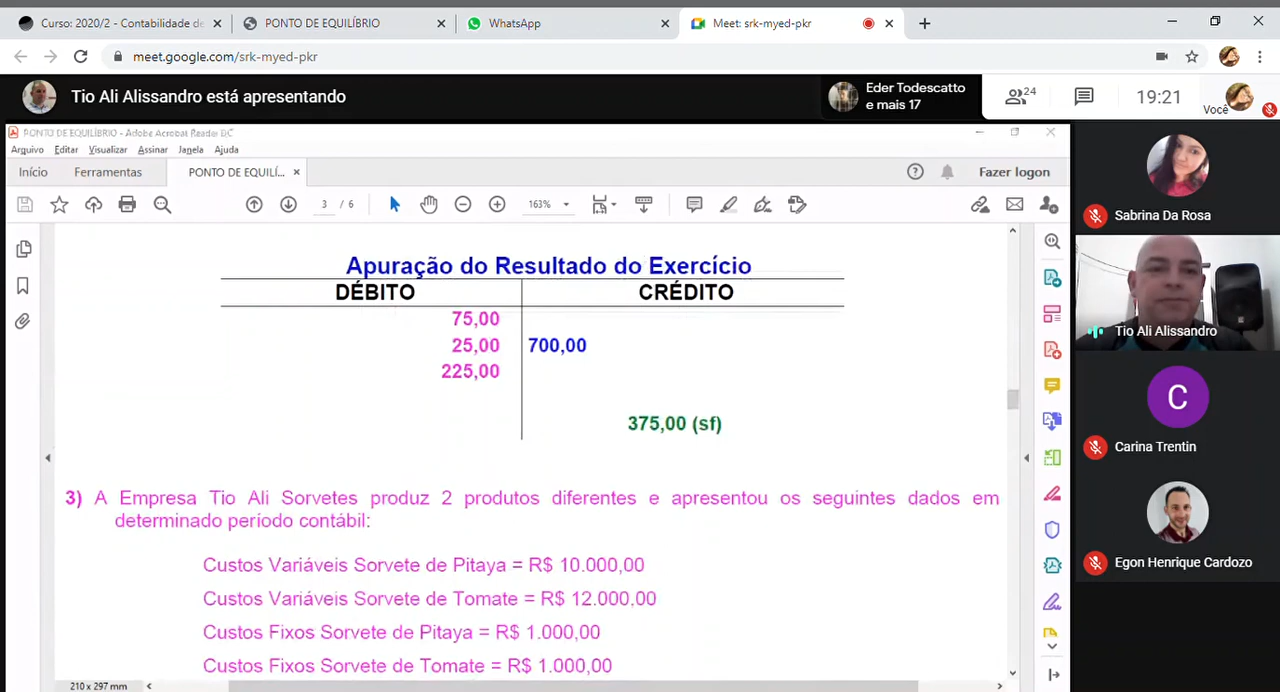 Curso: 2020/2 - Contabilidade de
PONTO DE EQUILÍBRIO
WhatsApp
Meet: srk-myed-pkr
meet.google.com/srk-myed-pkr
Tio Ali Alissandro está apresentando
Eder Todescatto
e mais 17
24
19:21
Você
PONTO DE EQUILÍBRIO - Adobe Acrobat Reader DC
Arquivo Editar Visualizar Assinar Janela Ajuda
Início Ferramentas PONTO DE EQUILÍ... Fazer logon
3 / 6 163%
Apuração do Resultado do Exercício
DÉBITO CRÉDITO
75,00
25,00 700,00
225,00
375,00 (sf)
3) A Empresa Tio Ali Sorvetes produz 2 produtos diferentes e apresentou os seguintes dados em
determinado período contábil:
Custos Variáveis Sorvete de Pitaya = R$ 10.000,00
Custos Variáveis Sorvete de Tomate = R$ 12.000,00
Custos Fixos Sorvete de Pitaya = R$ 1.000,00
Custos Fixos Sorvete de Tomate = R$ 1.000,00
210 x 297 mm
Sabrina Da Rosa
Tio Ali Alissandro
C
Carina Trentin
Egon Henrique Cardozo